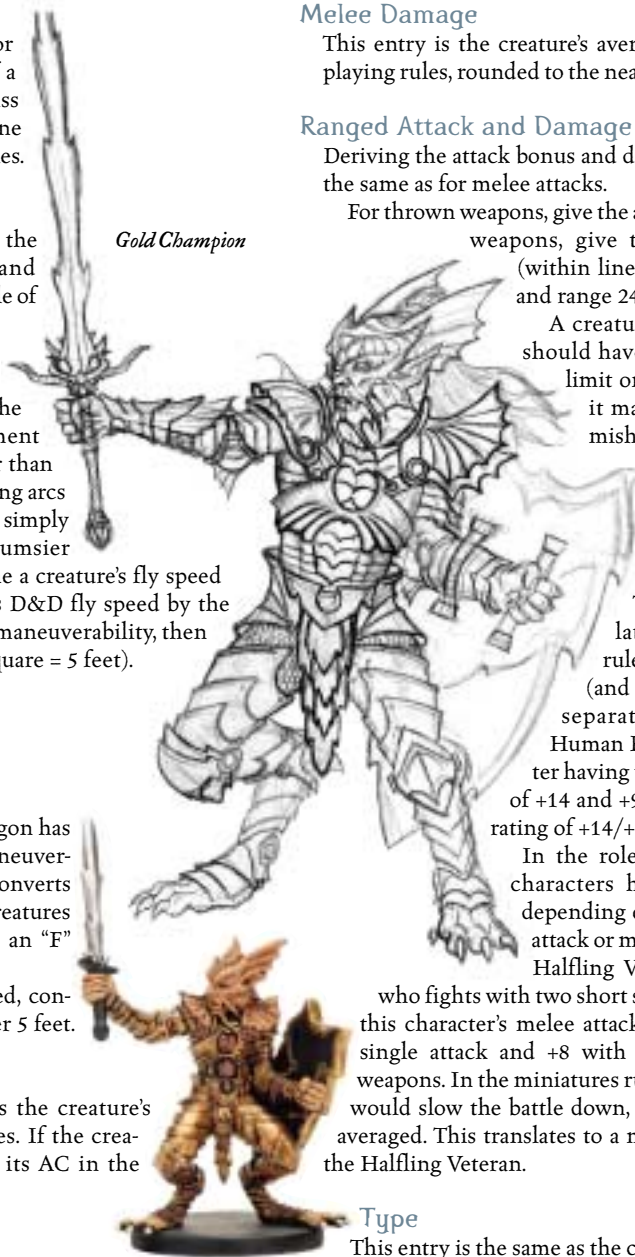 or
a
ss
ne
es.
the
and
le of
he
ment
r than
ng arcs
simply
umsier
e a creature's fly speed
s D&D fly speed by the
maneuverability, then
quare = 5 feet).
gon has
neuver-
onverts
reatures
an “F”
ed, con-
er 5 feet.
s the creature's
es. If the crea-
its AC in the
Gold Champion
Melee Damage
This entry is the creature's aver
playing rules, rounded to the nea
Ranged Attack and Damage
Deriving the attack bonus and d
the same as for melee attacks.
For thrown weapons, give the a
weapons, give t
(within line
and range 24
A creatu
should have
limit or
it ma
mish
T
lat
rule
(and
separat
Human
ter having
of +14 and +9
rating of +14/+
In the role
characters h
depending
attack or m
Halfling V
who fights with two short s
this character's melee attack
single attack and +8 with
weapons. In the miniatures ru
would slow the battle down,
averaged. This translates to a
the Halfling Veteran.
Type
This entry is the same as the c